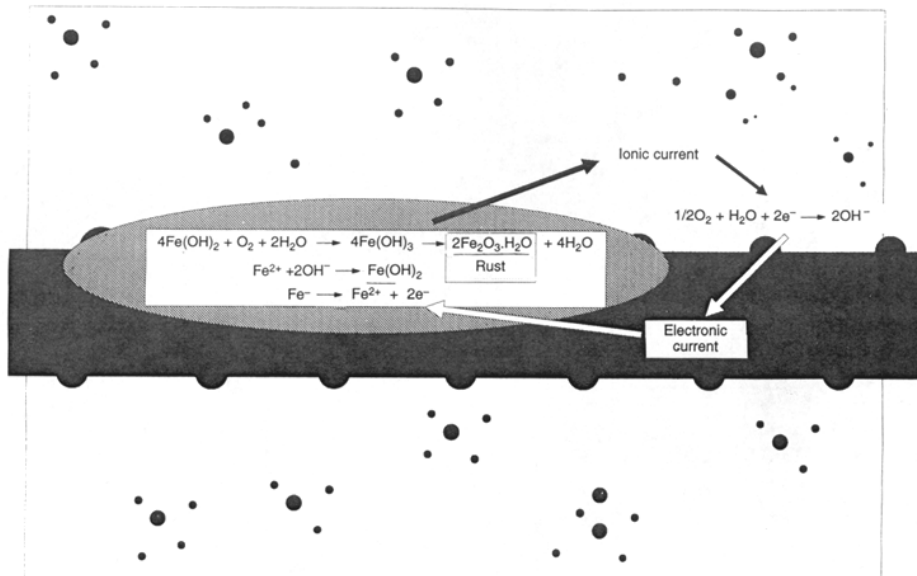 Ionic current
1/2O₂ + H₂O + 2e⁻ → 2OH⁻
4Fe(OH)₂ + O₂ + 2H₂O → 4Fe(OH)₃ → 2Fe₂O₃.H₂O + 4H₂O
Rust
Fe²⁺ +2OH⁻ → Fe(OH)₂
Fe⁻ → Fe²⁺ + 2e⁻
Electronic
current